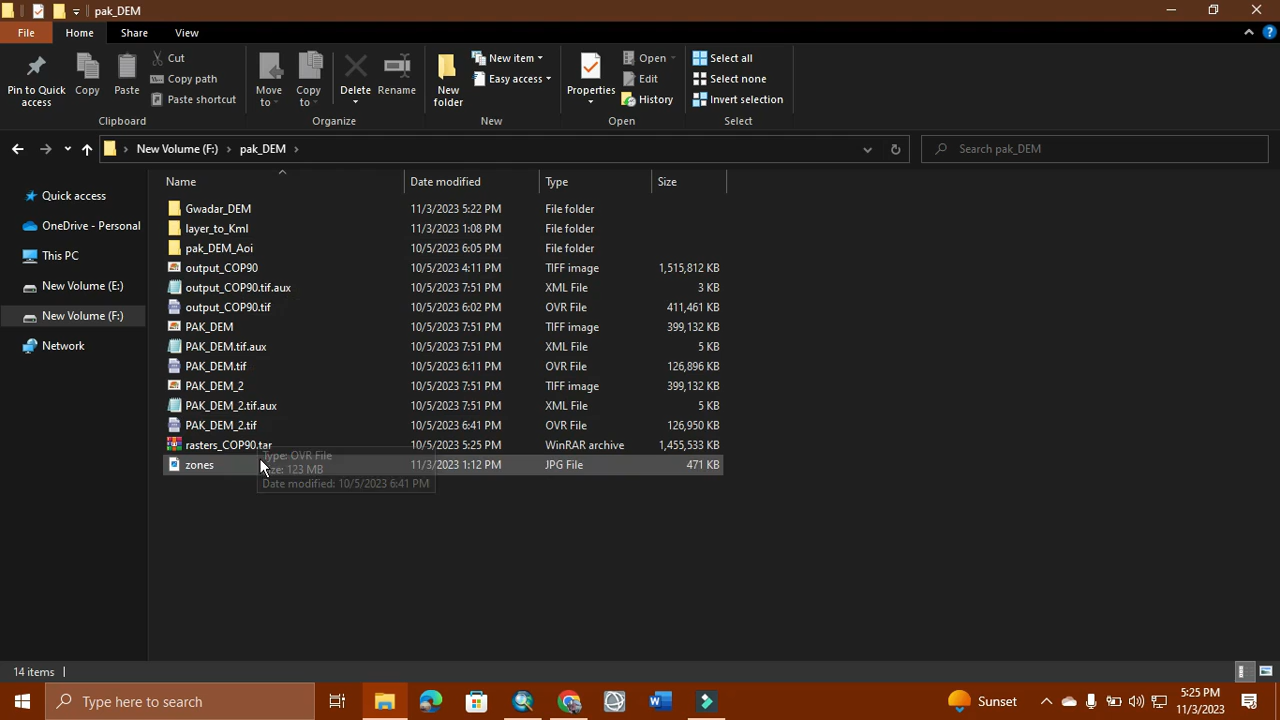 pak_DEM
File Home Share View
Pin to Quick access
Copy
Paste
Cut
Copy path
Paste shortcut
Clipboard
Move to
Copy to
Delete
Rename
Organize
New folder
New item
Easy access
New
Properties
Open
Edit
History
Open
Select all
Select none
Invert selection
Select
New Volume (F:) pak_DEM
Search pak_DEM
Quick access
OneDrive - Personal
This PC
New Volume (E:)
New Volume (F:)
Network
Name Date modified Type Size
Gwadar_DEM 11/3/2023 5:22 PM File folder
layer_to_Kml 11/3/2023 1:08 PM File folder
pak_DEM_Aoi 10/5/2023 6:05 PM File folder
output_COP90 10/5/2023 4:11 PM TIFF image 1,515,812 KB
output_COP90.tif.aux 10/5/2023 7:51 PM XML File 3 KB
output_COP90.tif 10/5/2023 6:02 PM OVR File 411,461 KB
PAK_DEM 10/5/2023 7:51 PM TIFF image 399,132 KB
PAK_DEM.tif.aux 10/5/2023 7:51 PM XML File 5 KB
PAK_DEM.tif 10/5/2023 6:11 PM OVR File 126,896 KB
PAK_DEM_2 10/5/2023 7:51 PM TIFF image 399,132 KB
PAK_DEM_2.tif.aux 10/5/2023 7:51 PM XML File 5 KB
PAK_DEM_2.tif 10/5/2023 6:41 PM OVR File 126,950 KB
rasters_COP90.tar 10/5/2023 5:25 PM WinRAR archive 1,455,533 KB
zones 11/3/2023 1:12 PM JPG File 471 KB
Type: OVR File
Size: 123 MB
Date modified: 10/5/2023 6:41 PM
14 items
Type here to search
Sunset
5:25 PM
11/3/2023